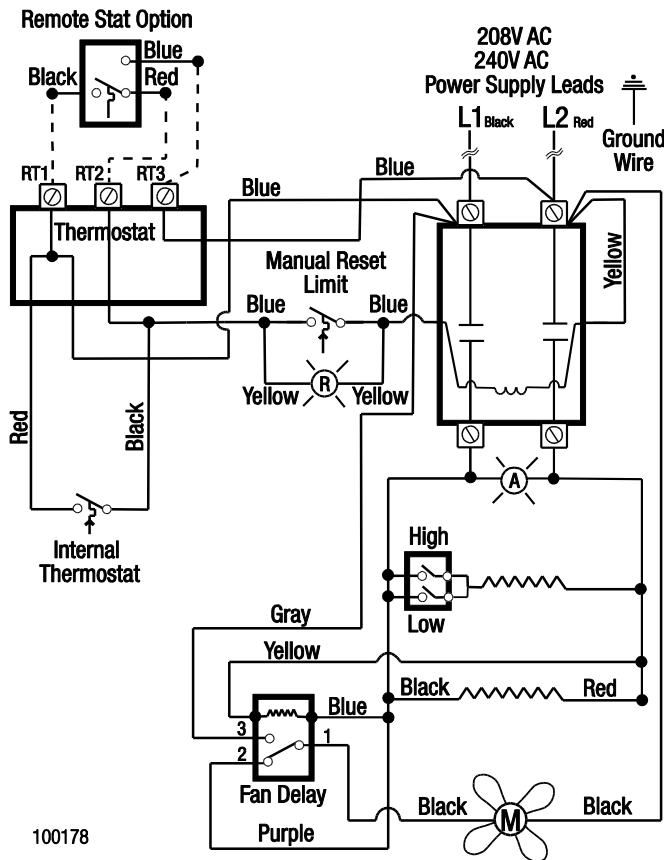 Remote Stat Option
Blue
Black
Red
208V AC
240V AC
Power Supply Leads
L1 Black
L2 Red
Ground
Wire
RT1
RT2
RT3
Blue
Blue
Thermostat
Manual Reset
Limit
Yellow
Blue
Blue
R
Yellow
Yellow
Red
Black
A
Internal
Thermostat
High
Low
Gray
Yellow
Black
Red
Blue
3
1
2
Fan Delay
Black
M
Black
Purple
100178